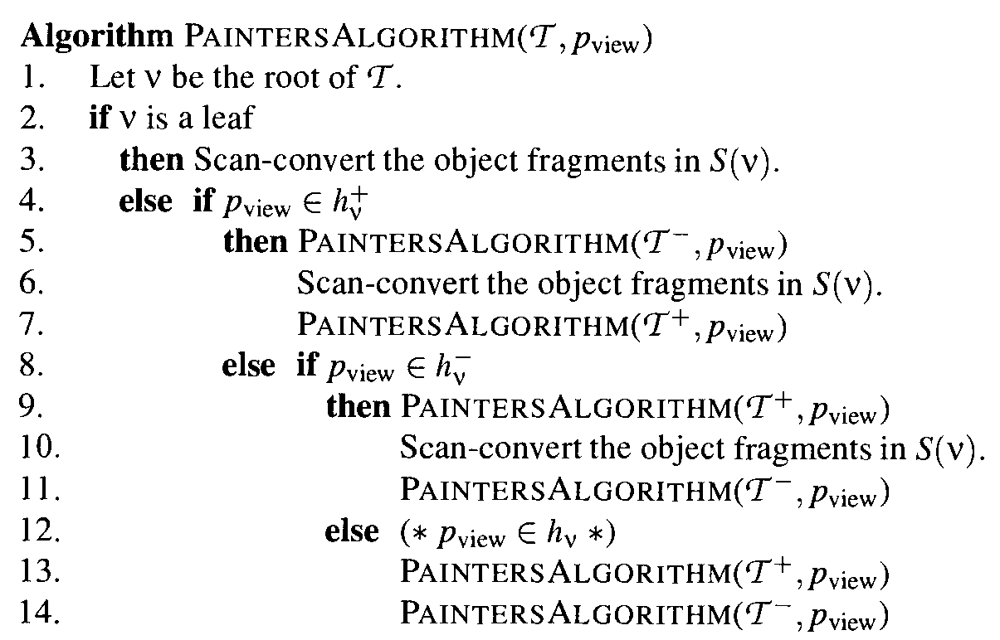 Algorithm PAINTERSALGORITHM(𝒯, p_view)
1. Let ν be the root of 𝒯.
2. if ν is a leaf
3. then Scan-convert the object fragments in S(ν).
4. else if p_view ∈ h_ν^+
5. then PAINTERSALGORITHM(𝒯^−, p_view)
6. Scan-convert the object fragments in S(ν).
7. PAINTERSALGORITHM(𝒯^+, p_view)
8. else if p_view ∈ h_ν^−
9. then PAINTERSALGORITHM(𝒯^+, p_view)
10. Scan-convert the object fragments in S(ν).
11. PAINTERSALGORITHM(𝒯^−, p_view)
12. else (* p_view ∈ h_ν *)
13. PAINTERSALGORITHM(𝒯^+, p_view)
14. PAINTERSALGORITHM(𝒯^−, p_view)